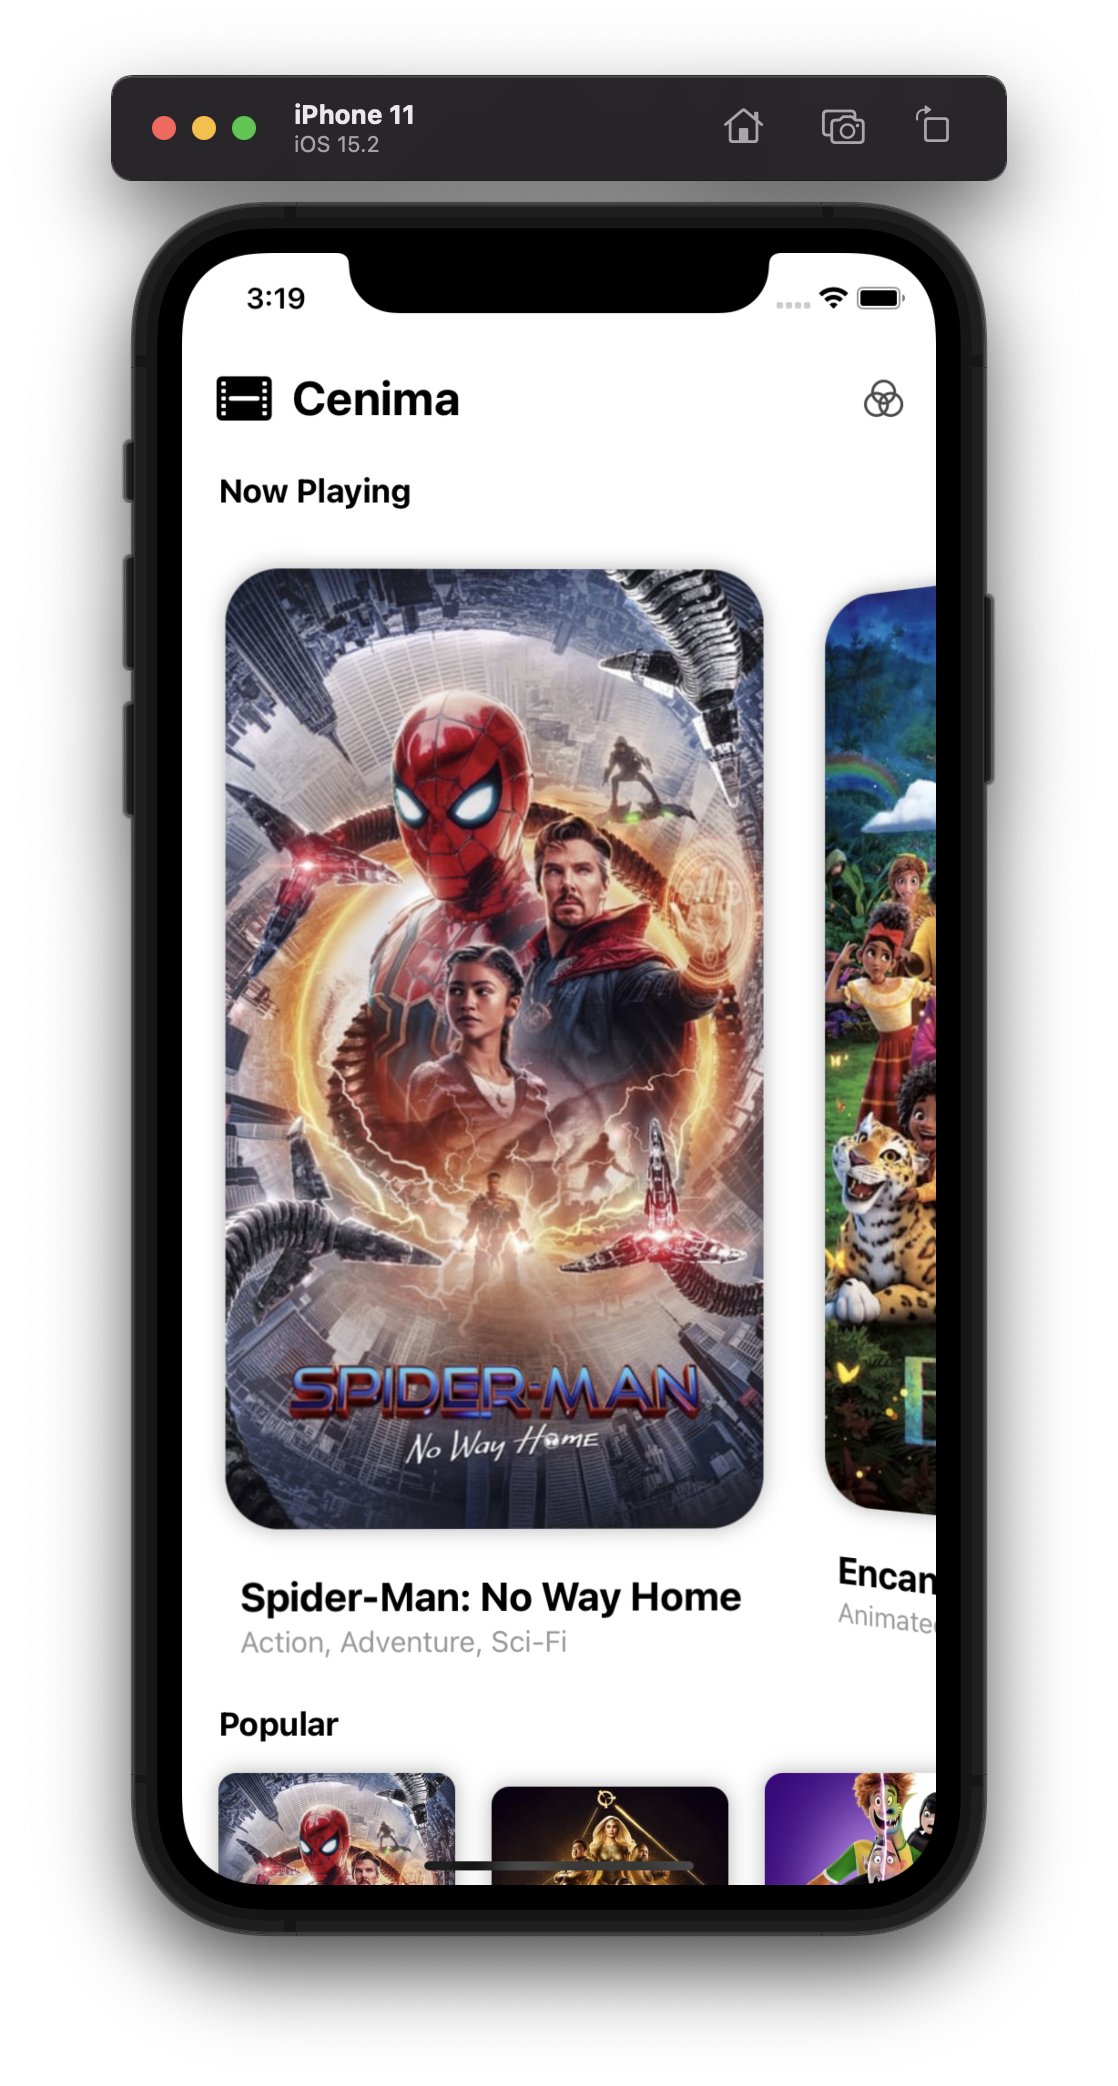 iPhone 11
iOS 15.2
3:19
Cenima
Now Playing
SPIDER-MAN
No Way Home
E
Spider-Man: No Way Home
Action, Adventure, Sci-Fi
Encan
Animated
Popular